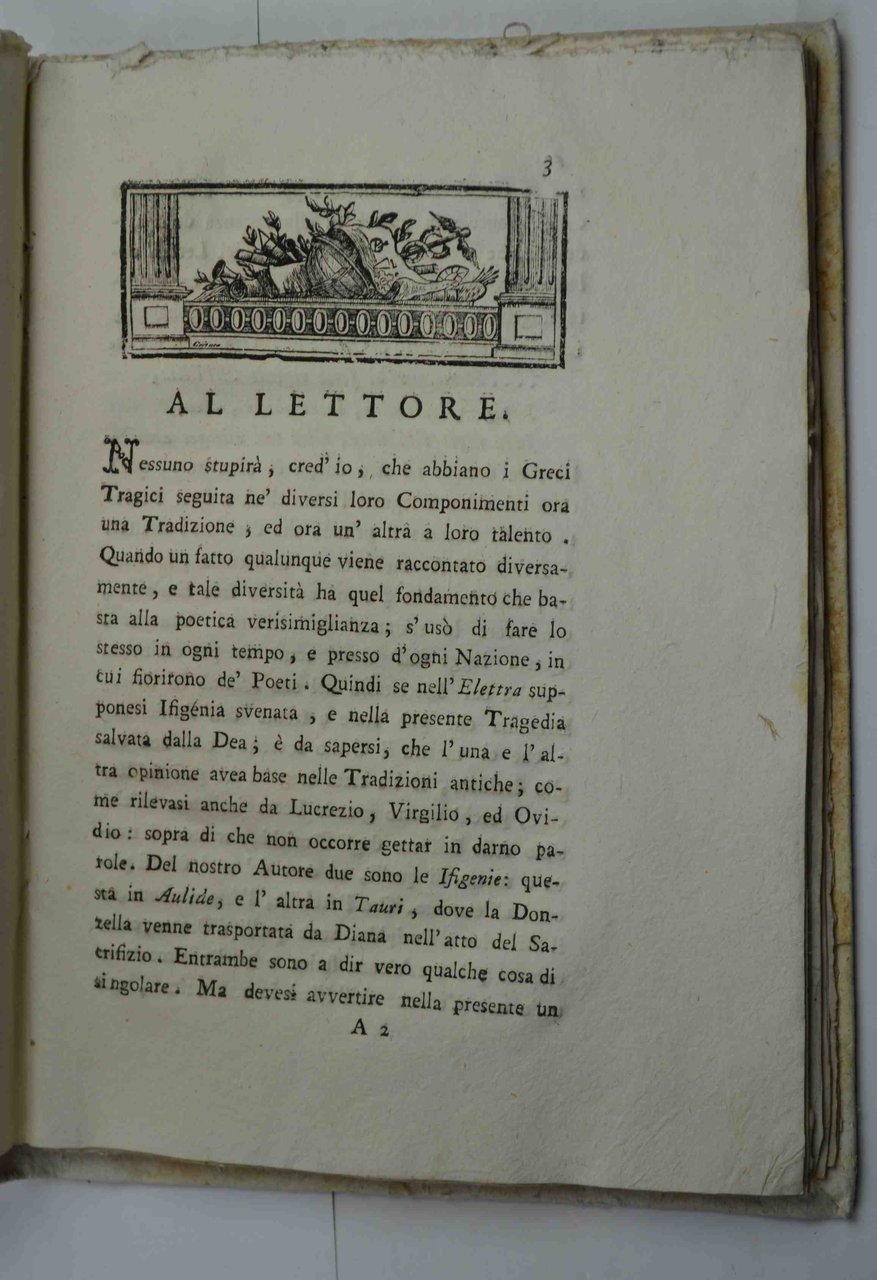 3
AL LETTORE.
Nessuno stupirà, cred' io, che abbiano i Greci
Tragici seguita ne' diversi loro Componimenti ora
una Tradizione, ed ora un' altra a loro talento.
Quando un fatto qualunque viene raccontato diversa-
mente, e tale diversità ha quel fondamento che ba-
sta alla poetica verisimiglianza; s' usò di fare lo
stesso in ogni tempo, e presso d'ogni Nazione, in
cui fiorirono de' Poeti. Quindi se nell' Elettra sup-
ponesi Ifigénia svenata, e nella presente Tragedia
salvata dalla Dea; è da sapersi, che l' una e l' al-
tra opinione avea base nelle Tradizioni antiche; co-
me rilevasi anche da Lucrezio, Virgilio, ed Ovi-
dio: sopra di che non occorre gettar in darno pa-
role. Del nostro Autore due sono le Ifigenie: que-
sta in Aulide, e l' altra in Tauri, dove la Don-
zella venne trasportata da Diana nell' atto del Sa-
crifizio. Entrambe sono a dir vero qualche cosa di
singolare. Ma devesi avvertire nella presente un
A 2